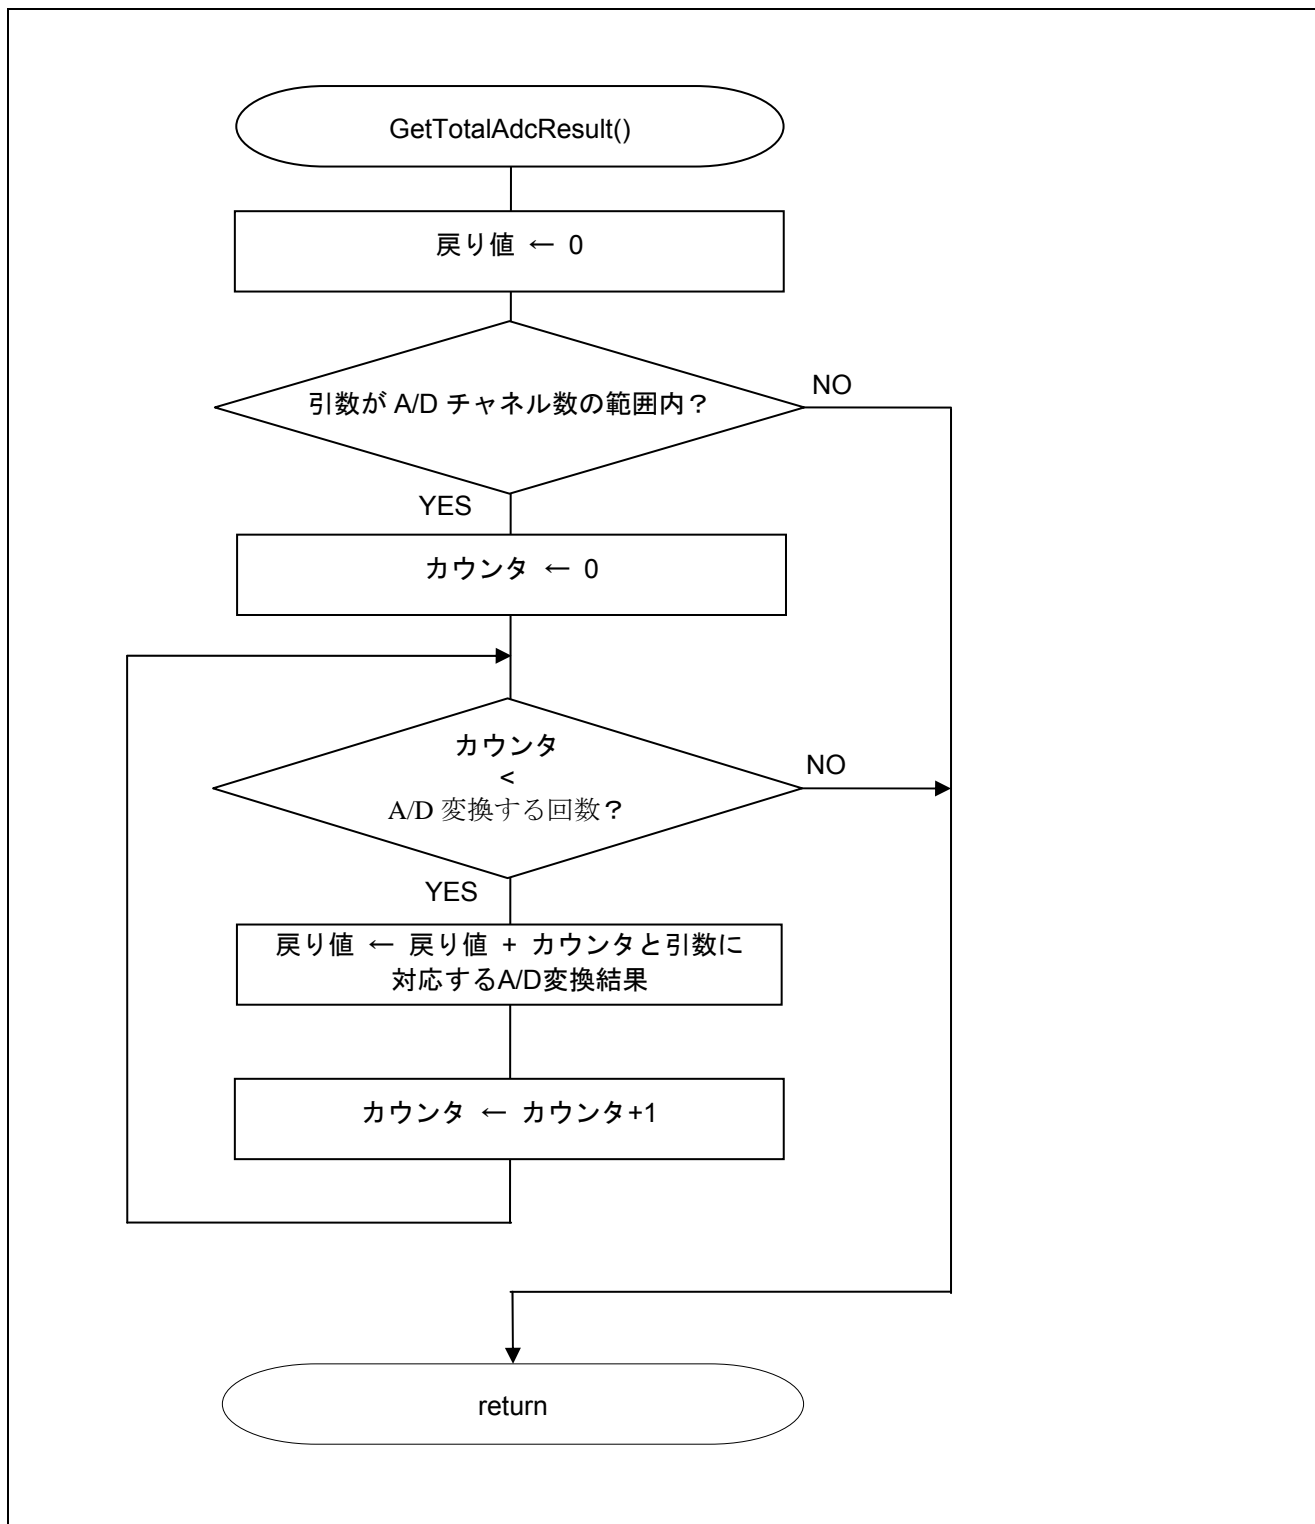 GetTotalAdcResult()
戻り値 ← 0
引数が A/D チャネル数の範囲内？
NO
YES
カウンタ ← 0
カウンタ
<
A/D 変換する回数？
NO
YES
戻り値 ← 戻り値 + カウンタと引数に
対応するA/D変換結果
カウンタ ← カウンタ+1
return